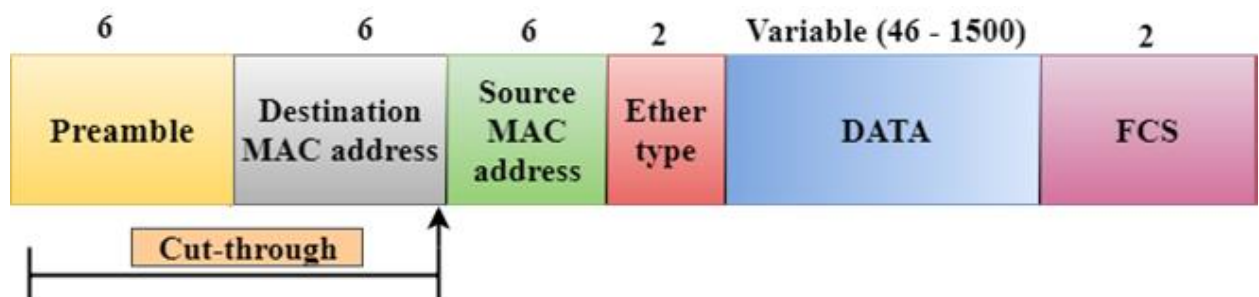 6 6 6 2 Variable (46 - 1500) 2
Preamble
Destination
MAC address
Source
MAC
address
Ether
type
DATA
FCS
Cut-through